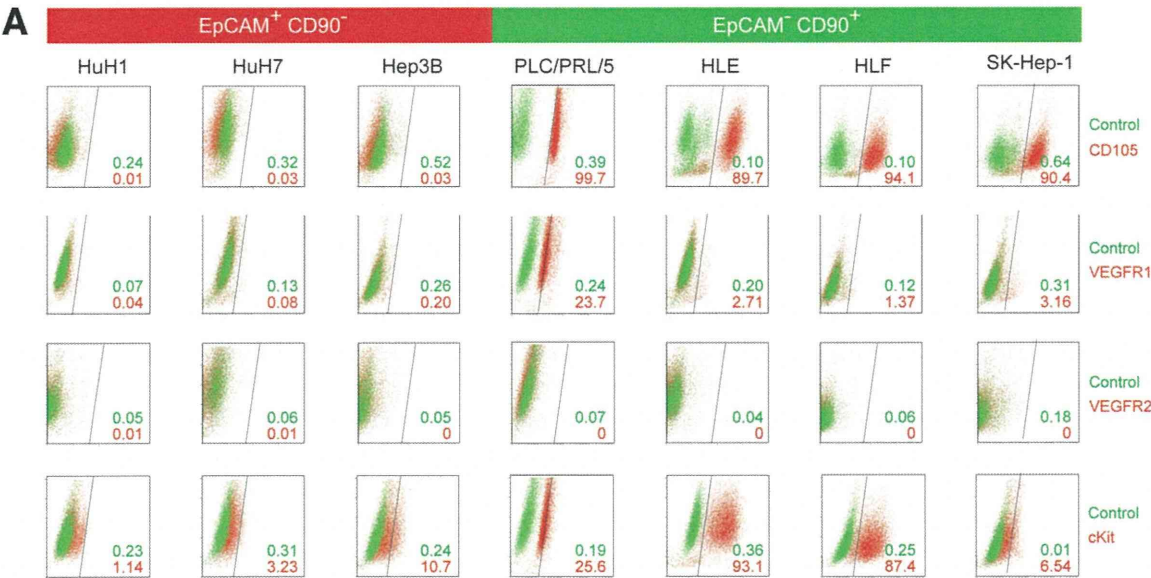 A
EpCAM+ CD90- EpCAM- CD90+
HuH1 HuH7 Hep3B PLC/PRL/5 HLE HLF SK-Hep-1
0.24 0.32 0.52 0.39 0.10 0.10 0.64 Control
0.01 0.03 0.03 99.7 89.7 94.1 90.4 CD105
0.07 0.13 0.26 0.24 0.20 0.12 0.31 Control
0.04 0.08 0.20 23.7 2.71 1.37 3.16 VEGFR1
0.05 0.06 0.05 0.07 0.04 0.06 0.18 Control
0.01 0.01 0 0 0 0 0 VEGFR2
0.23 0.31 0.24 0.19 0.36 0.25 0.01 Control
1.14 3.23 10.7 25.6 93.1 87.4 6.54 cKit